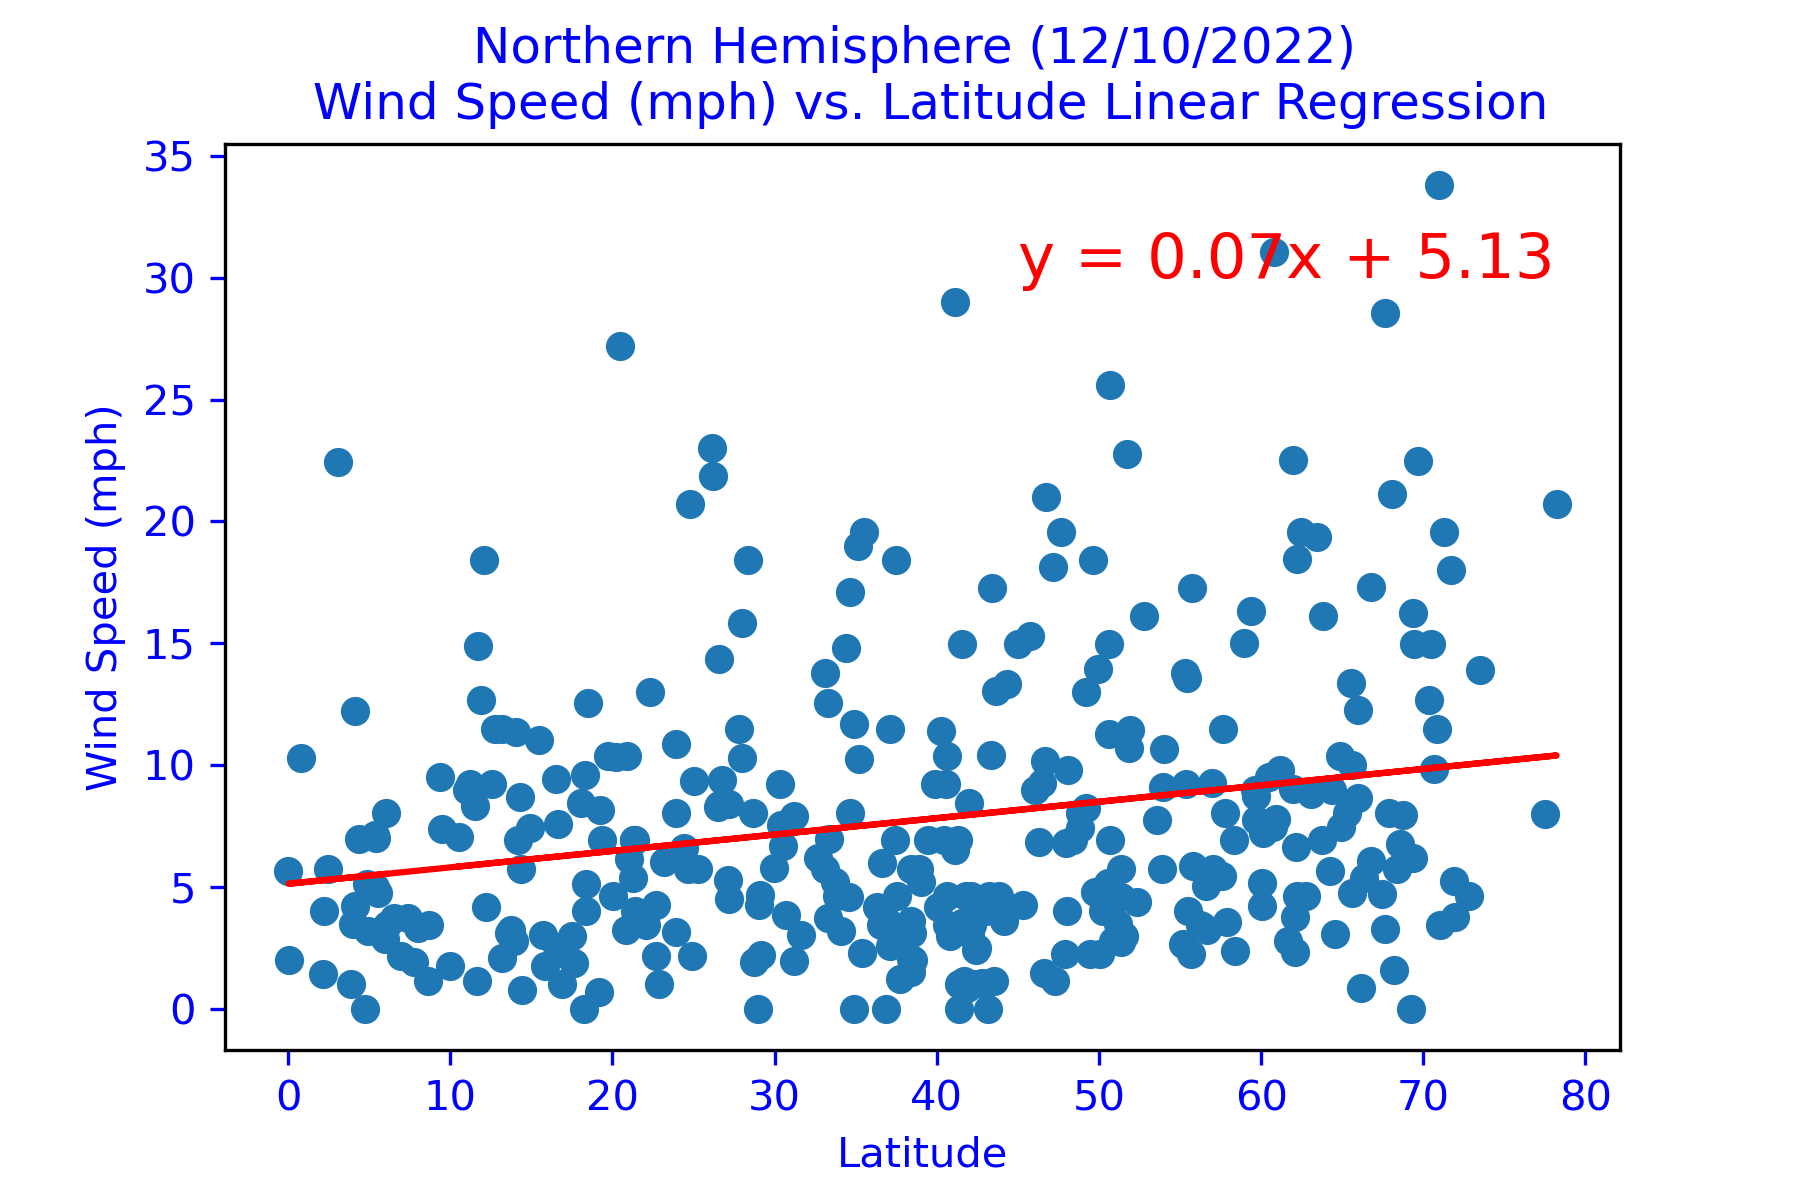 Northern Hemisphere (12/10/2022)
Wind Speed (mph) vs. Latitude Linear Regression
y = 0.07x + 5.13
Wind Speed (mph)
35
30
25
20
15
10
5
0
0 10 20 30 40 50 60 70 80
Latitude